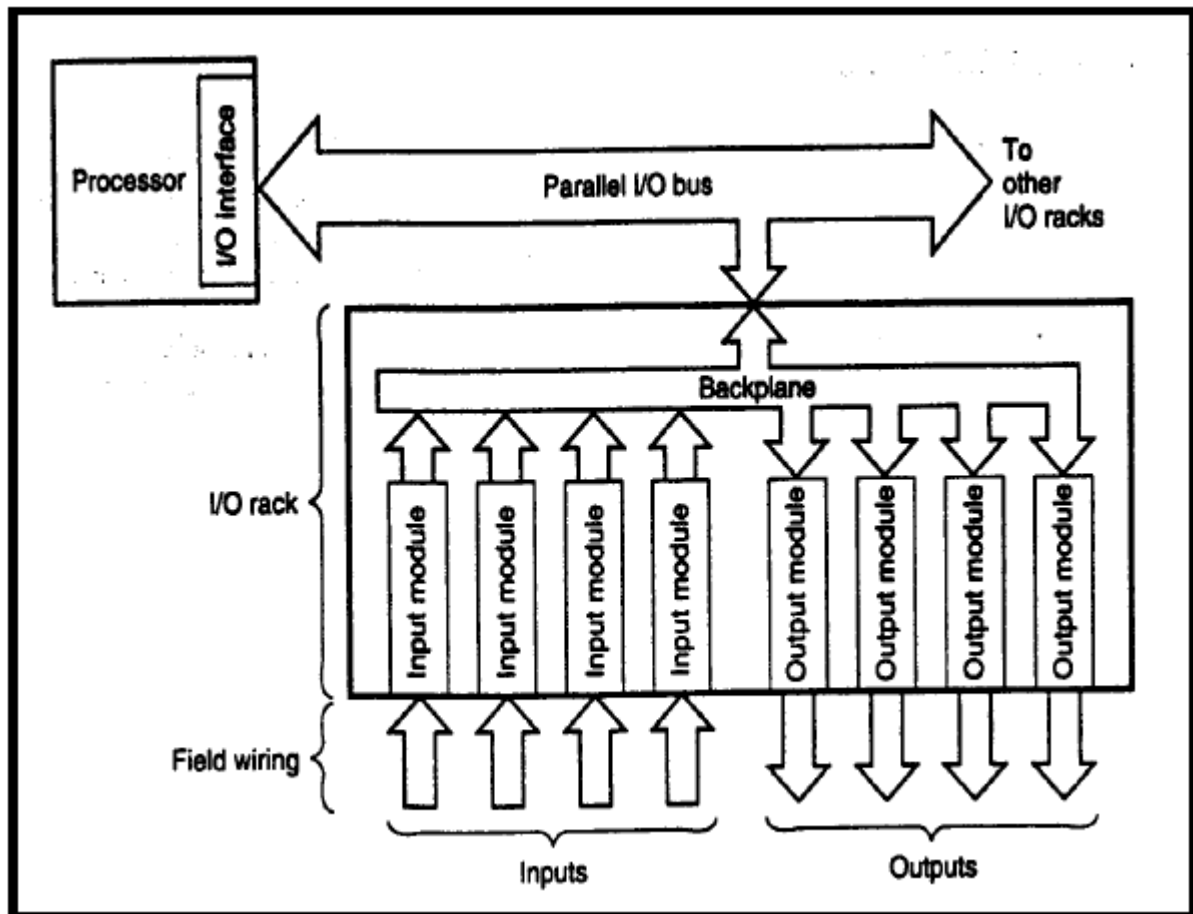 Processor
I/O interface
Parallel I/O bus
To
other
I/O racks
Backplane
I/O rack
Input module
Input module
Input module
Input module
Output module
Output module
Output module
Output module
Field wiring
Inputs
Outputs